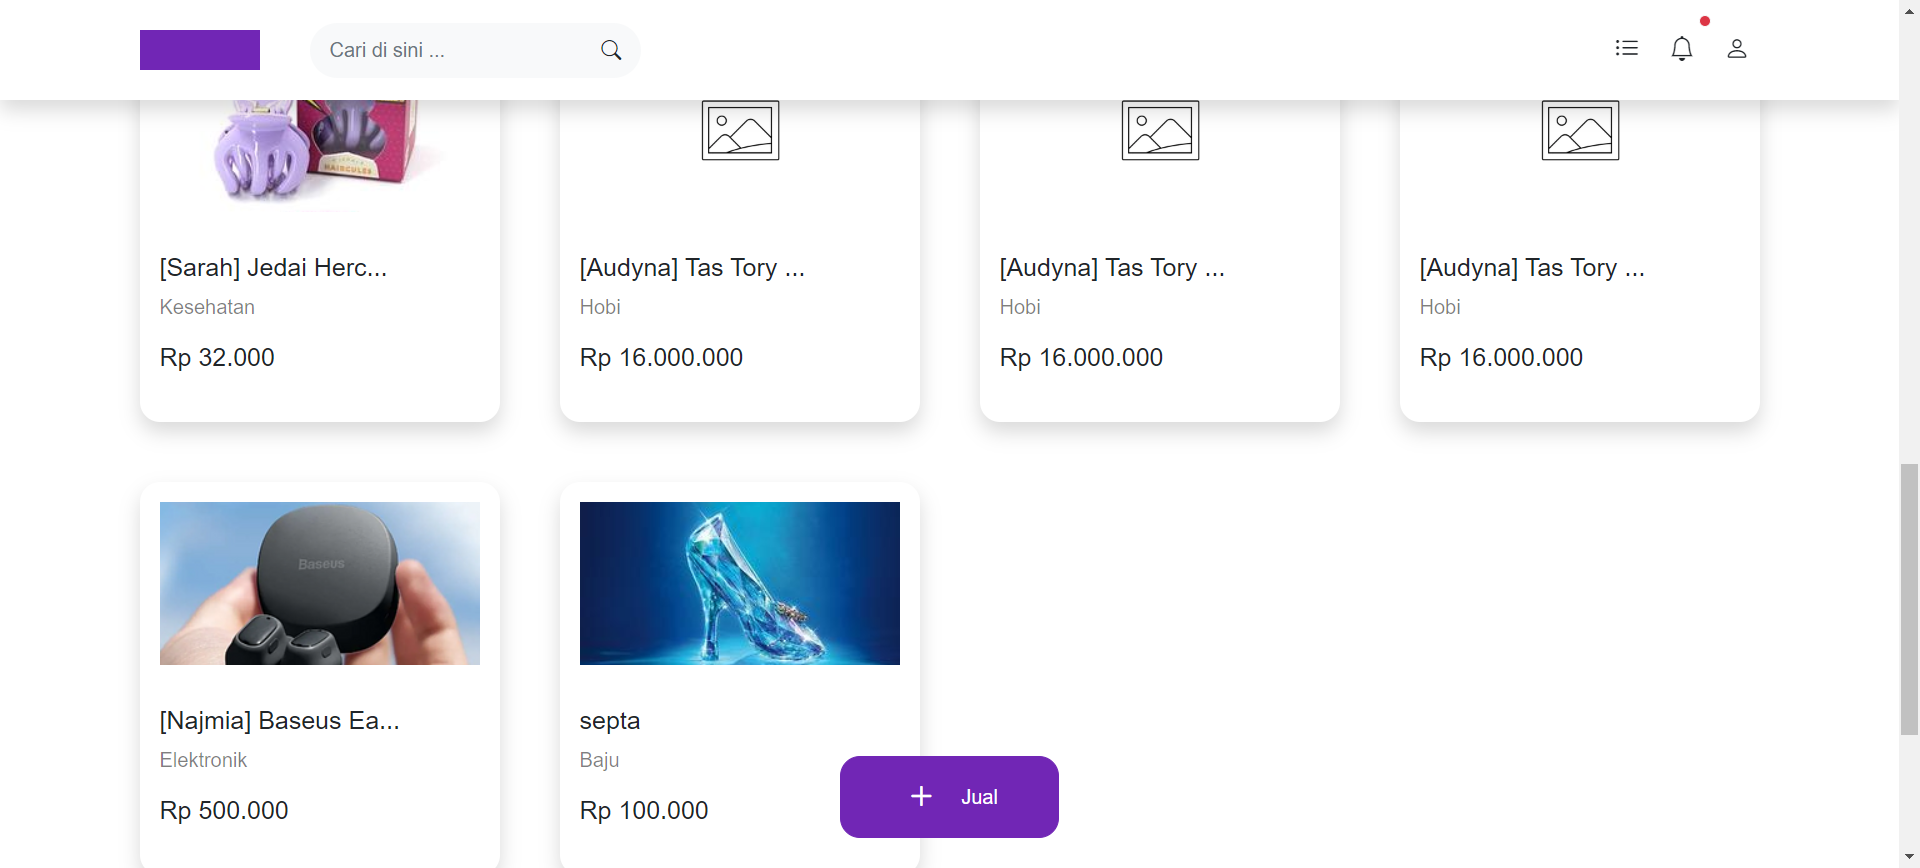 Cari di sini ...
HAIRCULES
[Sarah] Jedai Herc...
Kesehatan
Rp 32.000
[Audyna] Tas Tory ...
Hobi
Rp 16.000.000
[Audyna] Tas Tory ...
Hobi
Rp 16.000.000
[Audyna] Tas Tory ...
Hobi
Rp 16.000.000
Baseus
[Najmia] Baseus Ea...
Elektronik
Rp 500.000
septa
Baju
Rp 100.000
+ Jual